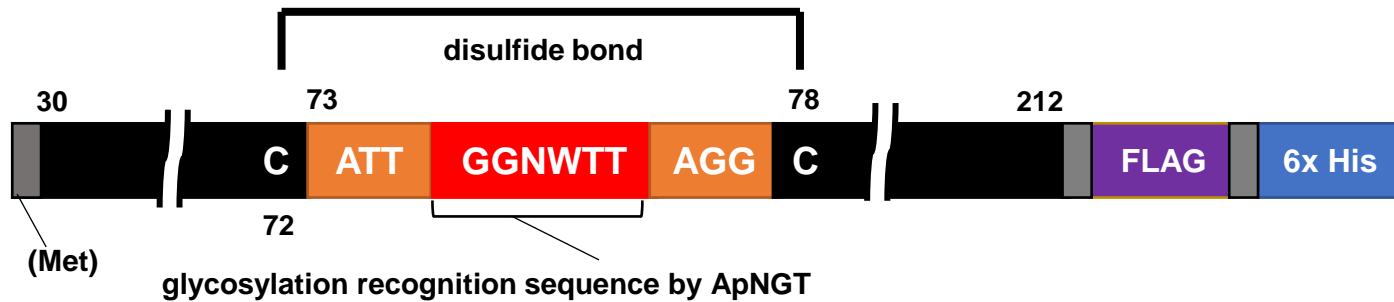 disulfide bond
30 73 78 212
C ATT GGNWTT AGG C FLAG 6x His
72
(Met)
glycosylation recognition sequence by ApNGT